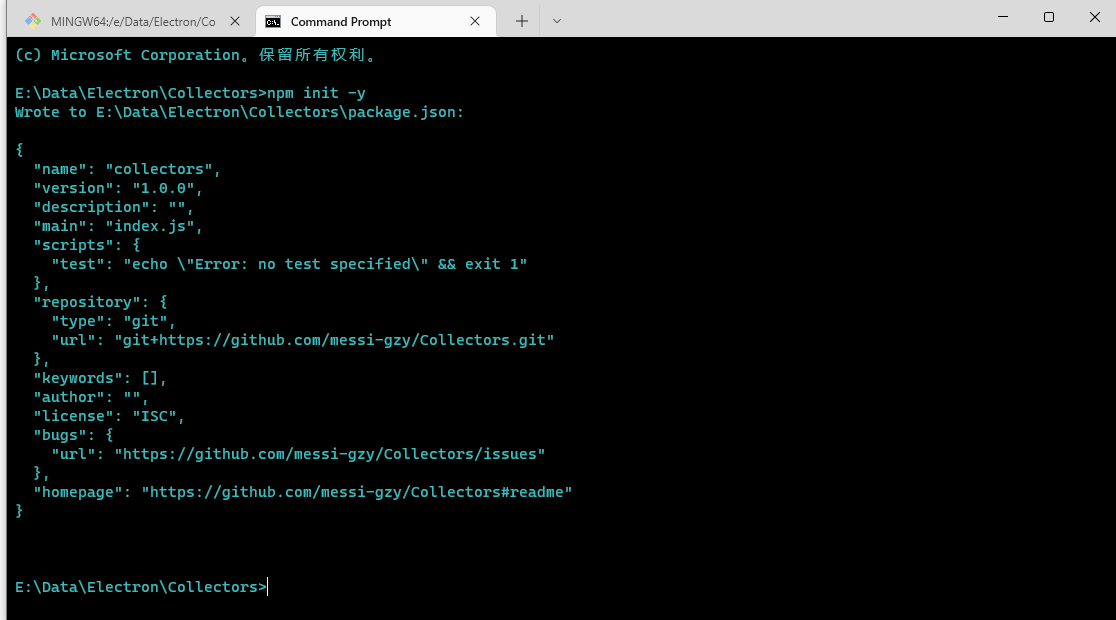 MINGW64:/e/Data/Electron/Co
Command Prompt
(c) Microsoft Corporation。保留所有权利。
E:\Data\Electron\Collectors>npm init -y
Wrote to E:\Data\Electron\Collectors\package.json:
{
  "name": "collectors",
  "version": "1.0.0",
  "description": "",
  "main": "index.js",
  "scripts": {
    "test": "echo \"Error: no test specified\" && exit 1"
  },
  "repository": {
    "type": "git",
    "url": "git+https://github.com/messi-gzy/Collectors.git"
  },
  "keywords": [],
  "author": "",
  "license": "ISC",
  "bugs": {
    "url": "https://github.com/messi-gzy/Collectors/issues"
  },
  "homepage": "https://github.com/messi-gzy/Collectors#readme"
}
E:\Data\Electron\Collectors>